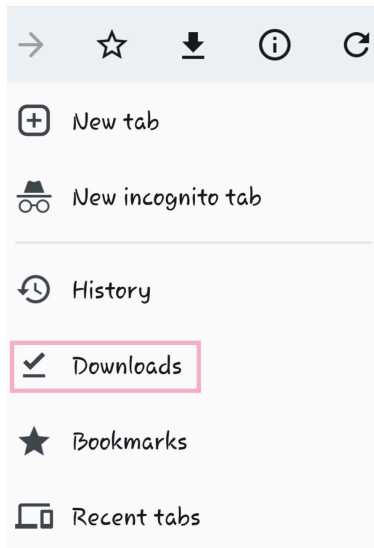 New tab
New incognito tab
History
Downloads
Bookmarks
Recent tabs